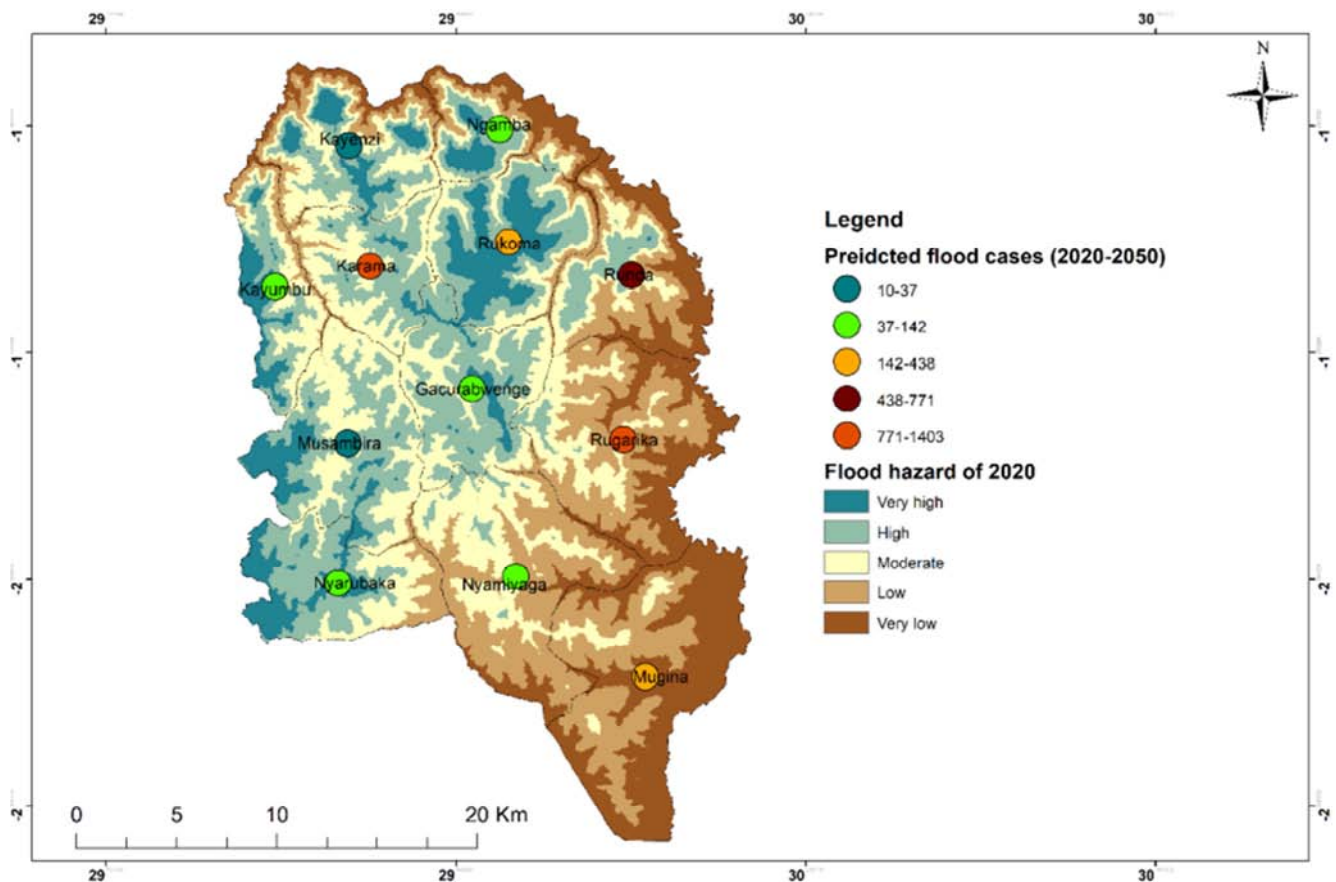 29 29 30 30
N
-1
-1
-1
-1
-2
-2
-2
-2
Kayenzi
Ngamba
Rukoma
Karama
Runda
Kayumbu
Gacurabwenge
Musambira
Rugarika
Nyarubaka
Nyamiyaga
Mugina
Legend
Preidcted flood cases (2020-2050)
10-37
37-142
142-438
438-771
771-1403
Flood hazard of 2020
Very high
High
Moderate
Low
Very low
0 5 10 20 Km
29 29 30 30